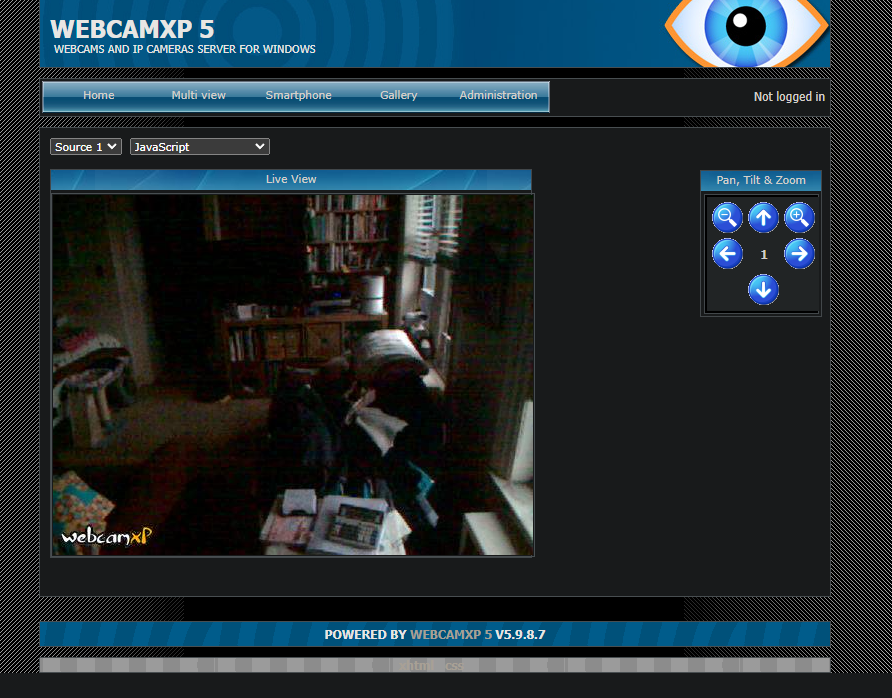 WEBCAMXP 5
WEBCAMS AND IP CAMERAS SERVER FOR WINDOWS
Home Multi view Smartphone Gallery Administration
Not logged in
Source 1 JavaScript
Live View
Pan, Tilt & Zoom
1
webcamXP
POWERED BY WEBCAMXP 5 V5.9.8.7
xhtml css